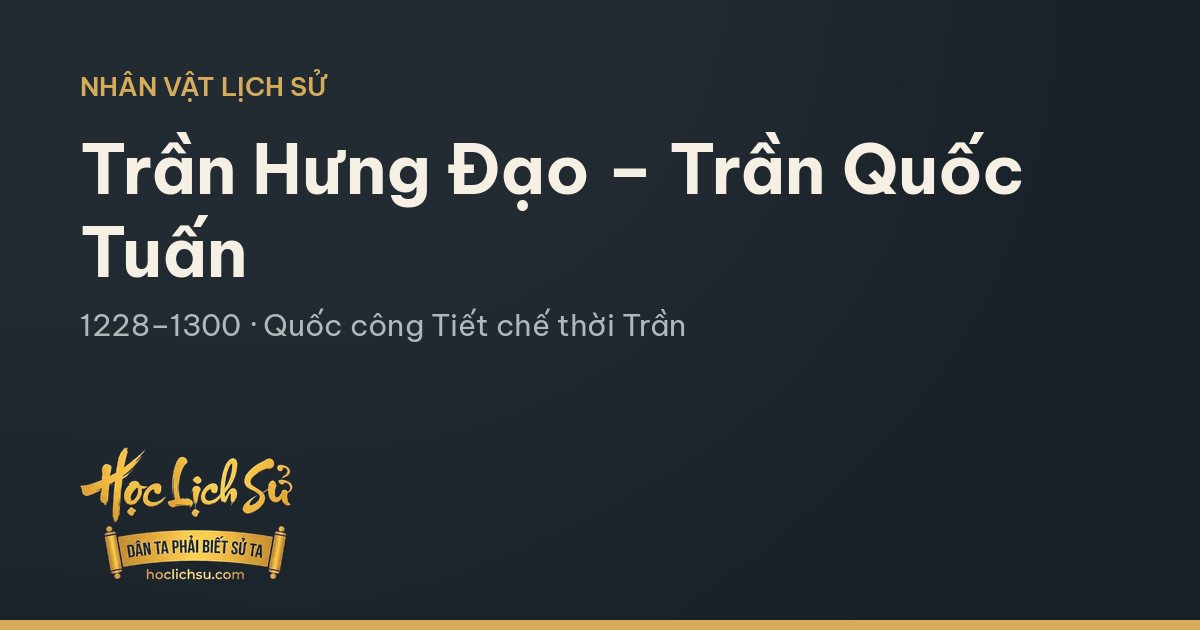 NHÂN VẬT LỊCH SỬ
Trần Hưng Đạo – Trần Quốc
Tuấn
1228–1300 · Quốc công Tiết chế thời Trần
Học Lịch Sử
DÂN TA PHẢI BIẾT SỬ TA
hoclichsu.com